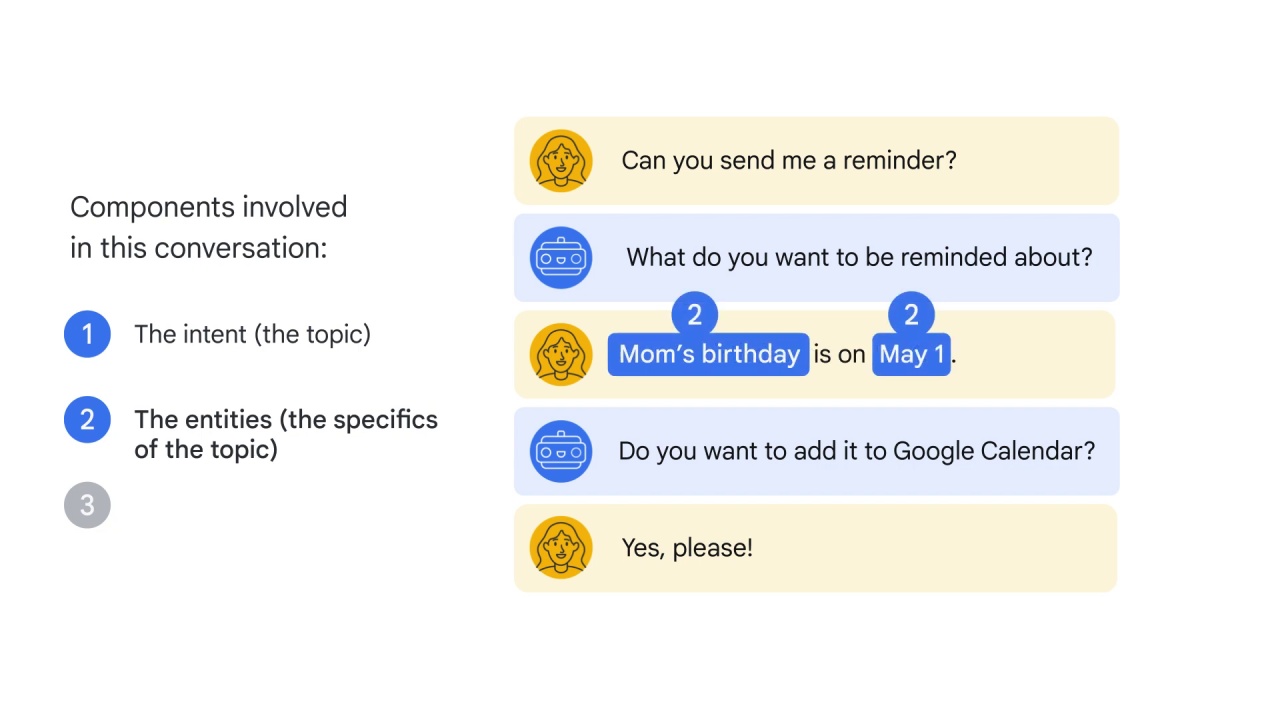 Components involved
in this conversation:
1 The intent (the topic)
2 The entities (the specifics
of the topic)
3
Can you send me a reminder?
What do you want to be reminded about?
2 2
Mom's birthday is on May 1.
Do you want to add it to Google Calendar?
Yes, please!